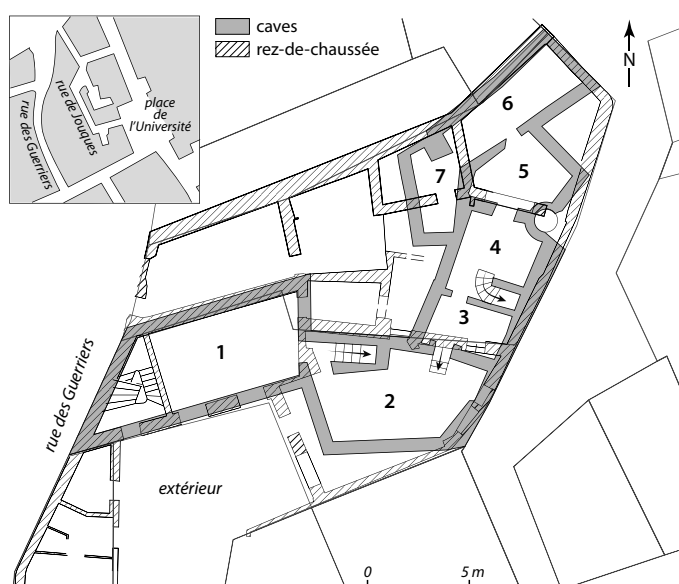 caves
rez-de-chaussée
N
rue des Guerriers
rue de Jouques
place
de
l'Université
6
7
5
4
3
1
2
rue des Guerriers
extérieur
0
5 m